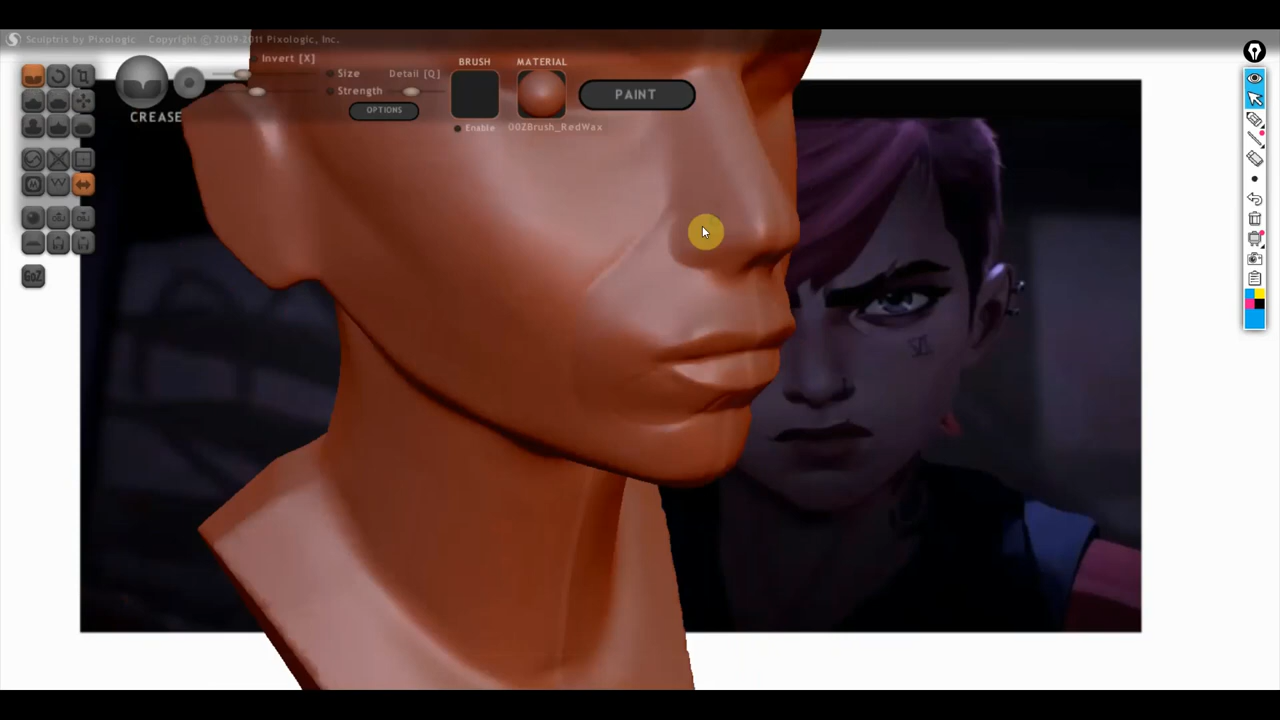 Sculptris by Pixologic   Copyright ©2009-2011 Pixologic, Inc.
Invert [X]
Size
Detail [Q]
Strength
OPTIONS
CREASE
BRUSH
Enable
MATERIAL
00ZBrush_RedWax
PAINT
GoZ
VI